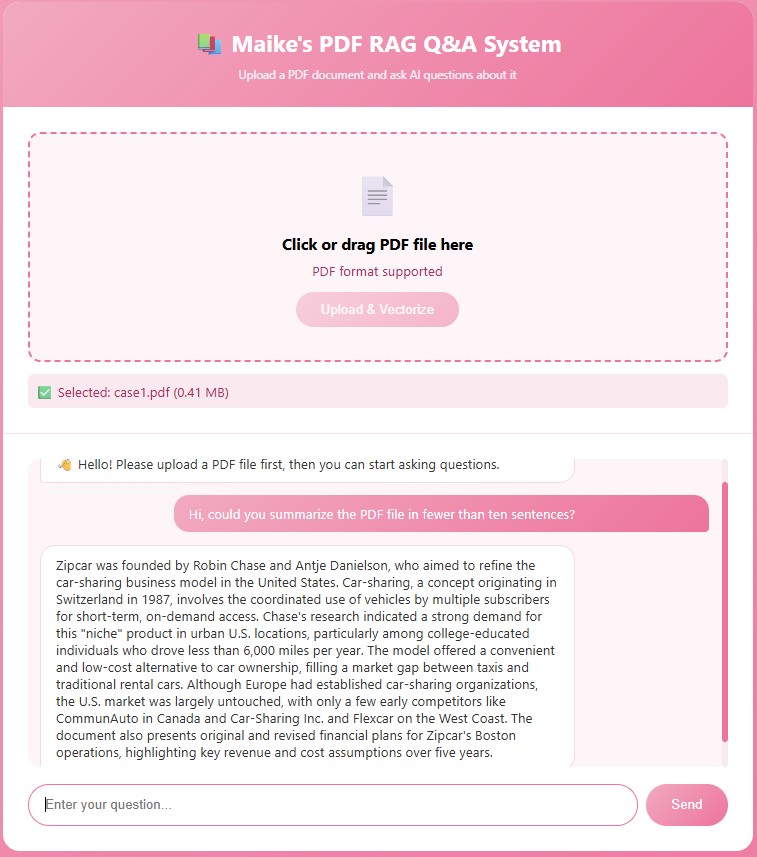 Maike's PDF RAG Q&A System
Upload a PDF document and ask AI questions about it
Click or drag PDF file here
PDF format supported
Upload & Vectorize
Selected: case1.pdf (0.41 MB)
Hello! Please upload a PDF file first, then you can start asking questions.
Hi, could you summarize the PDF file in fewer than ten sentences?
Zipcar was founded by Robin Chase and Antje Danielson, who aimed to refine the
car-sharing business model in the United States. Car-sharing, a concept originating in
Switzerland in 1987, involves the coordinated use of vehicles by multiple subscribers
for short-term, on-demand access. Chase's research indicated a strong demand for
this "niche" product in urban U.S. locations, particularly among college-educated
individuals who drove less than 6,000 miles per year. The model offered a convenient
and low-cost alternative to car ownership, filling a market gap between taxis and
traditional rental cars. Although Europe had established car-sharing organizations,
the U.S. market was largely untouched, with only a few early competitors like
CommunAuto in Canada and Car-Sharing Inc. and Flexcar on the West Coast. The
document also presents original and revised financial plans for Zipcar's Boston
operations, highlighting key revenue and cost assumptions over five years.
Enter your question...
Send